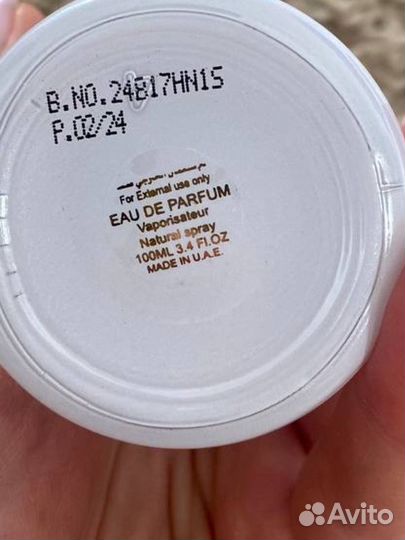 B.NO.24B17HN15
P.02/24
For External use only
EAU DE PARFUM
Vaporisateur
Natural spray
100ML 3.4 Fl.OZ
MADE IN U.A.E.
Avito